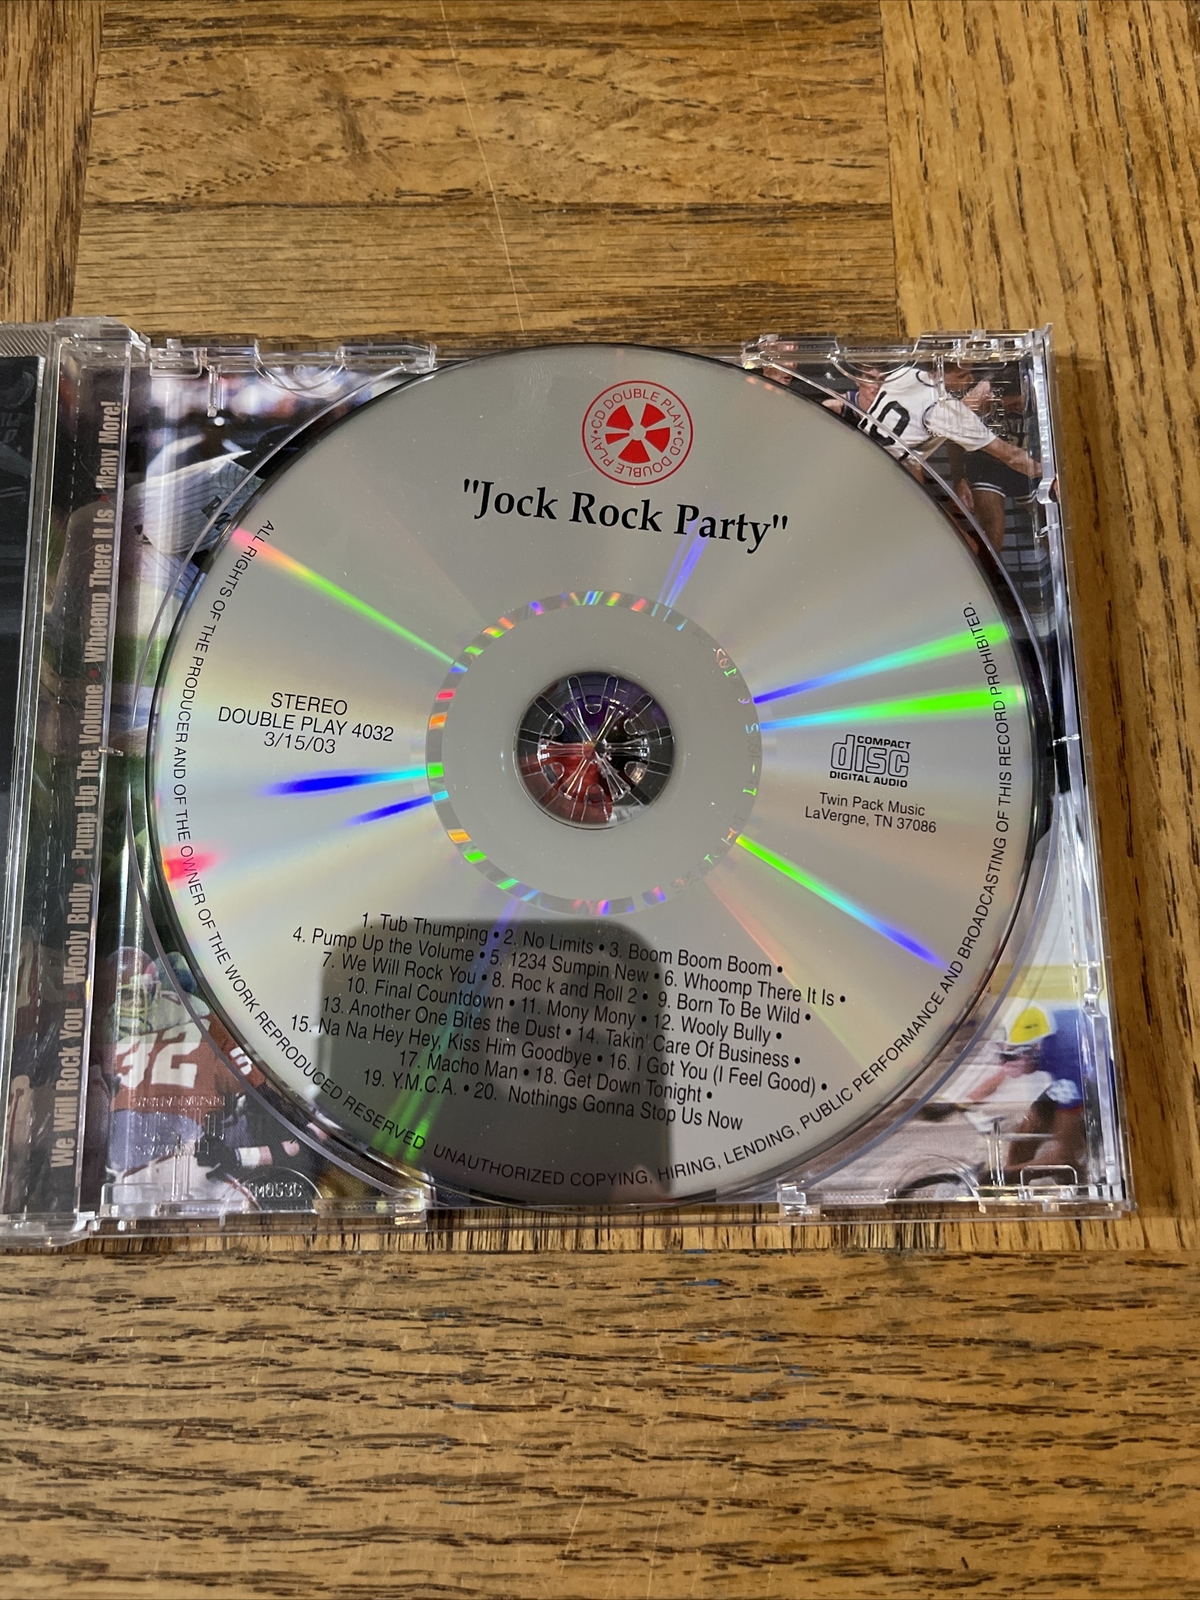 CD DOUBLE PLAY • CD DOUBLE PLAY •
"Jock Rock Party"
STEREO
DOUBLE PLAY 4032
3/15/03
COMPACT
disc
DIGITAL AUDIO
Twin Pack Music
LaVergne, TN 37086
1. Tub Thumping • 2. No Limits • 3. Boom Boom Boom •
4. Pump Up the Volume • 5. 1234 Sumpin New • 6. Whoomp There It Is •
7. We Will Rock You • 8. Roc k and Roll 2 • 9. Born To Be Wild •
10. Final Countdown • 11. Mony Mony • 12. Wooly Bully •
13. Another One Bites the Dust • 14. Takin' Care Of Business •
15. Na Na Hey Hey, Kiss Him Goodbye • 16. I Got You (I Feel Good) •
17. Macho Man • 18. Get Down Tonight •
19. Y.M.C.A. • 20. Nothings Gonna Stop Us Now
ALL RIGHTS OF THE PRODUCER AND OF THE OWNER OF THE WORK REPRODUCED RESERVED. UNAUTHORIZED COPYING, HIRING, LENDING, PUBLIC PERFORMANCE AND BROADCASTING OF THIS RECORD PROHIBITED.
We Will Rock You • Wooly Bully • Pump Up The Volume • Whoomp There It Is • Many More!
10
32